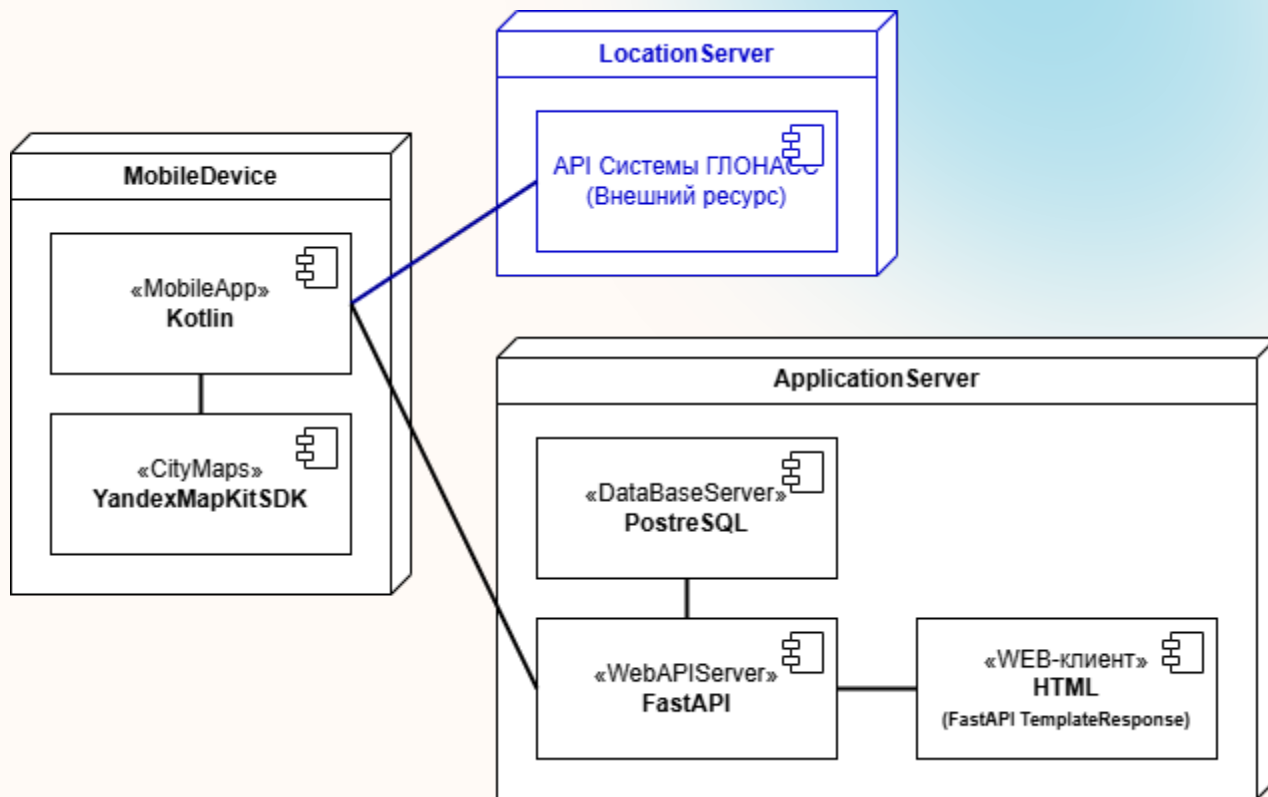 LocationServer
API Системы ГЛОНАСС
(Внешний ресурс)
MobileDevice
«MobileApp»
Kotlin
«CityMaps»
YandexMapKitSDK
ApplicationServer
«DataBaseServer»
PostreSQL
«WebAPIServer»
FastAPI
«WEB-клиент»
HTML
(FastAPI TemplateResponse)